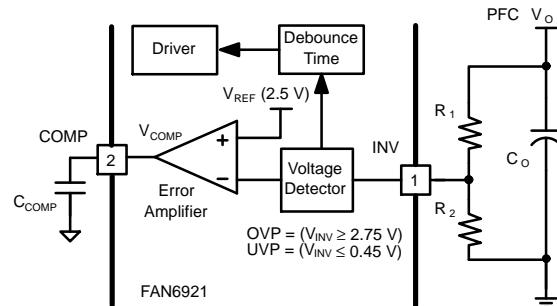 PFC V_O
Driver
Debounce
Time
V_REF (2.5 V)
R_1
COMP
V_COMP
INV
2
+
−
Voltage
Detector
1
C_O
C_COMP
Error
Amplifier
R_2
OVP = (V_INV ≥ 2.75 V)
UVP = (V_INV ≤ 0.45 V)
FAN6921